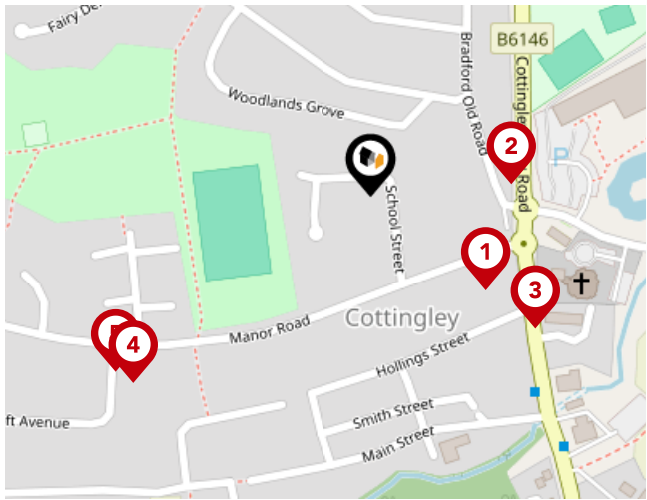 Fairy De
B6146
Bradford Old Road
Cottingley
Road
Woodlands Grove
2
P
School Street
1
3
Cottingley
Manor Road
4
Hollings Street
ft Avenue
Smith Street
Main Street